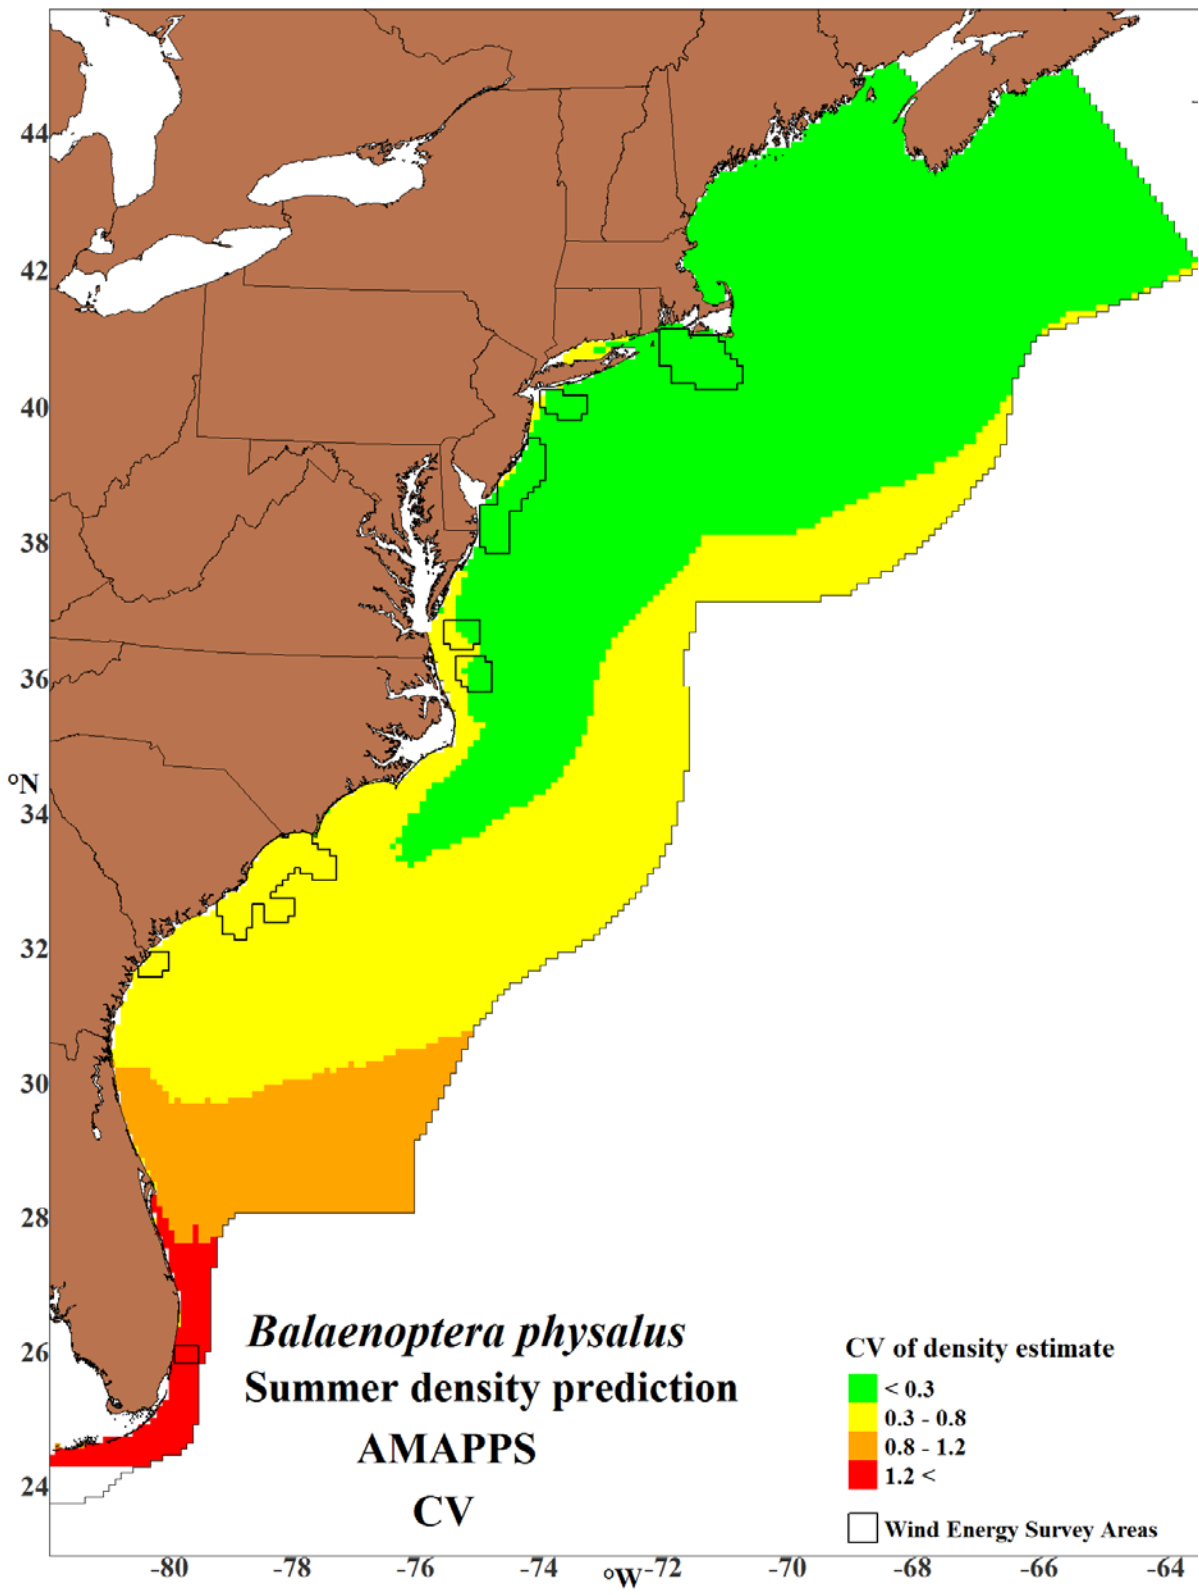 44
42
40
38
36
°N
34
32
30
28
26
24
Balaenoptera physalus
Summer density prediction
AMAPPS
CV
CV of density estimate
< 0.3
0.3 - 0.8
0.8 - 1.2
1.2 <
Wind Energy Survey Areas
-80 -78 -76 -74 -72 -70 -68 -66 -64
°W